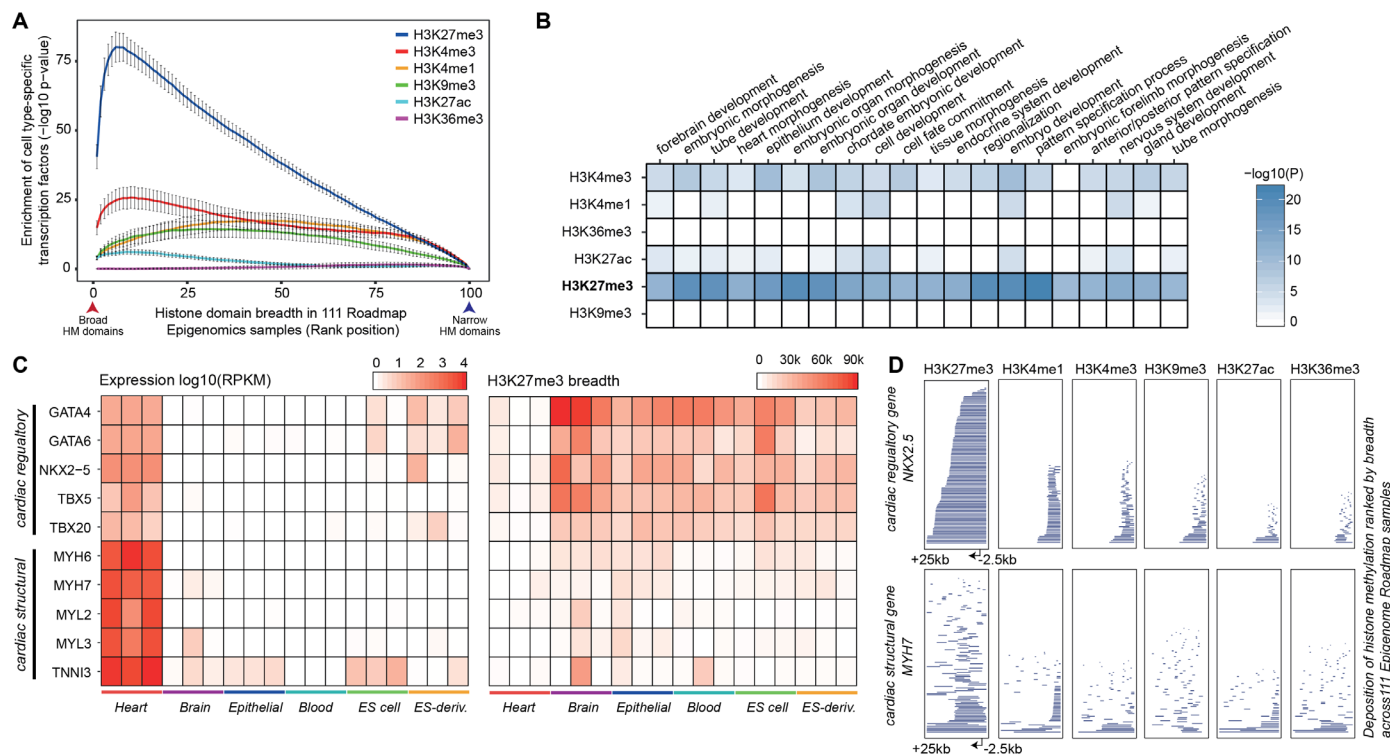 A
Enrichment of cell type-specific
transcription factors (−log10 p-value)
75
50
25
0
H3K27me3
H3K4me3
H3K4me1
H3K9me3
H3K27ac
H3K36me3
0
25
50
75
100
Broad
HM domains
Histone domain breadth in 111 Roadmap
Epigenomics samples (Rank position)
Narrow
HM domains
B
forebrain development
embryonic morphogenesis
tube development
heart morphogenesis
epithelium development
embryonic organ morphogenesis
embryonic organ development
chordate embryonic development
cell development
cell fate commitment
tissue morphogenesis
endocrine system development
regionalization
embryo development
pattern specification process
embryonic forelimb morphogenesis
anterior/posterior pattern specification
nervous system development
gland development
tube morphogenesis
H3K4me3
H3K4me1
H3K36me3
H3K27ac
H3K27me3
H3K9me3
−log10(P)
20
15
10
5
0
C
Expression log10(RPKM)
0 1 2 3 4
H3K27me3 breadth
0 30k 60k 90k
cardiac regualtory
GATA4
GATA6
NKX2−5
TBX5
TBX20
cardiac structural
MYH6
MYH7
MYL2
MYL3
TNNI3
Heart Brain Epithelial Blood ES cell ES-deriv.
Heart Brain Epithelial Blood ES cell ES-deriv.
D
H3K27me3 H3K4me1 H3K4me3 H3K9me3 H3K27ac H3K36me3
cardiac regualtory gene
NKX2.5
+25kb -2.5kb
cardiac structural gene
MYH7
+25kb -2.5kb
Deposition of histone methylation ranked by breadth
across111 Epigenome Roadmap samples